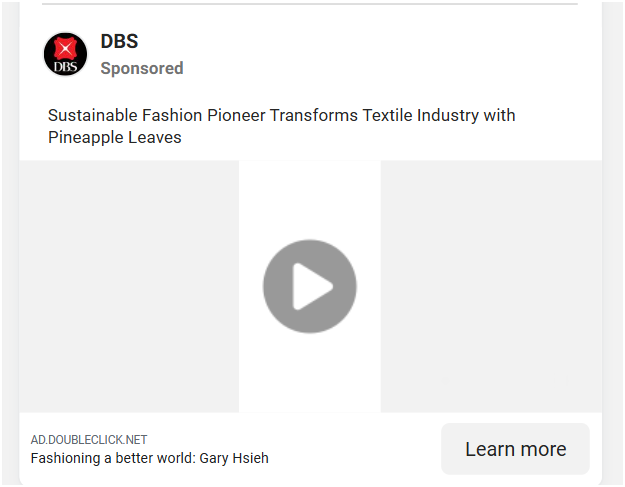 DBS
DBS
Sponsored
Sustainable Fashion Pioneer Transforms Textile Industry with
Pineapple Leaves
AD.DOUBLECLICK.NET
Fashioning a better world: Gary Hsieh
Learn more